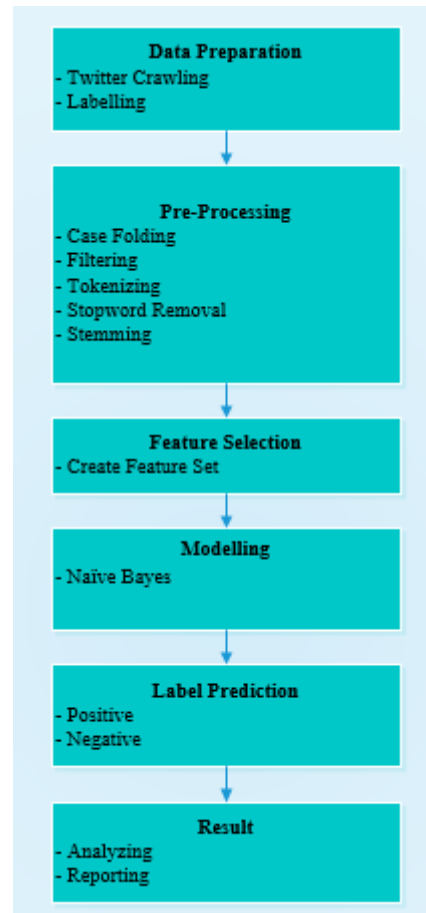 Data Preparation
- Twitter Crawling
- Labelling
Pre-Processing
- Case Folding
- Filtering
- Tokenizing
- Stopword Removal
- Stemming
Feature Selection
- Create Feature Set
Modelling
- Naïve Bayes
Label Prediction
- Positive
- Negative
Result
- Analyzing
- Reporting